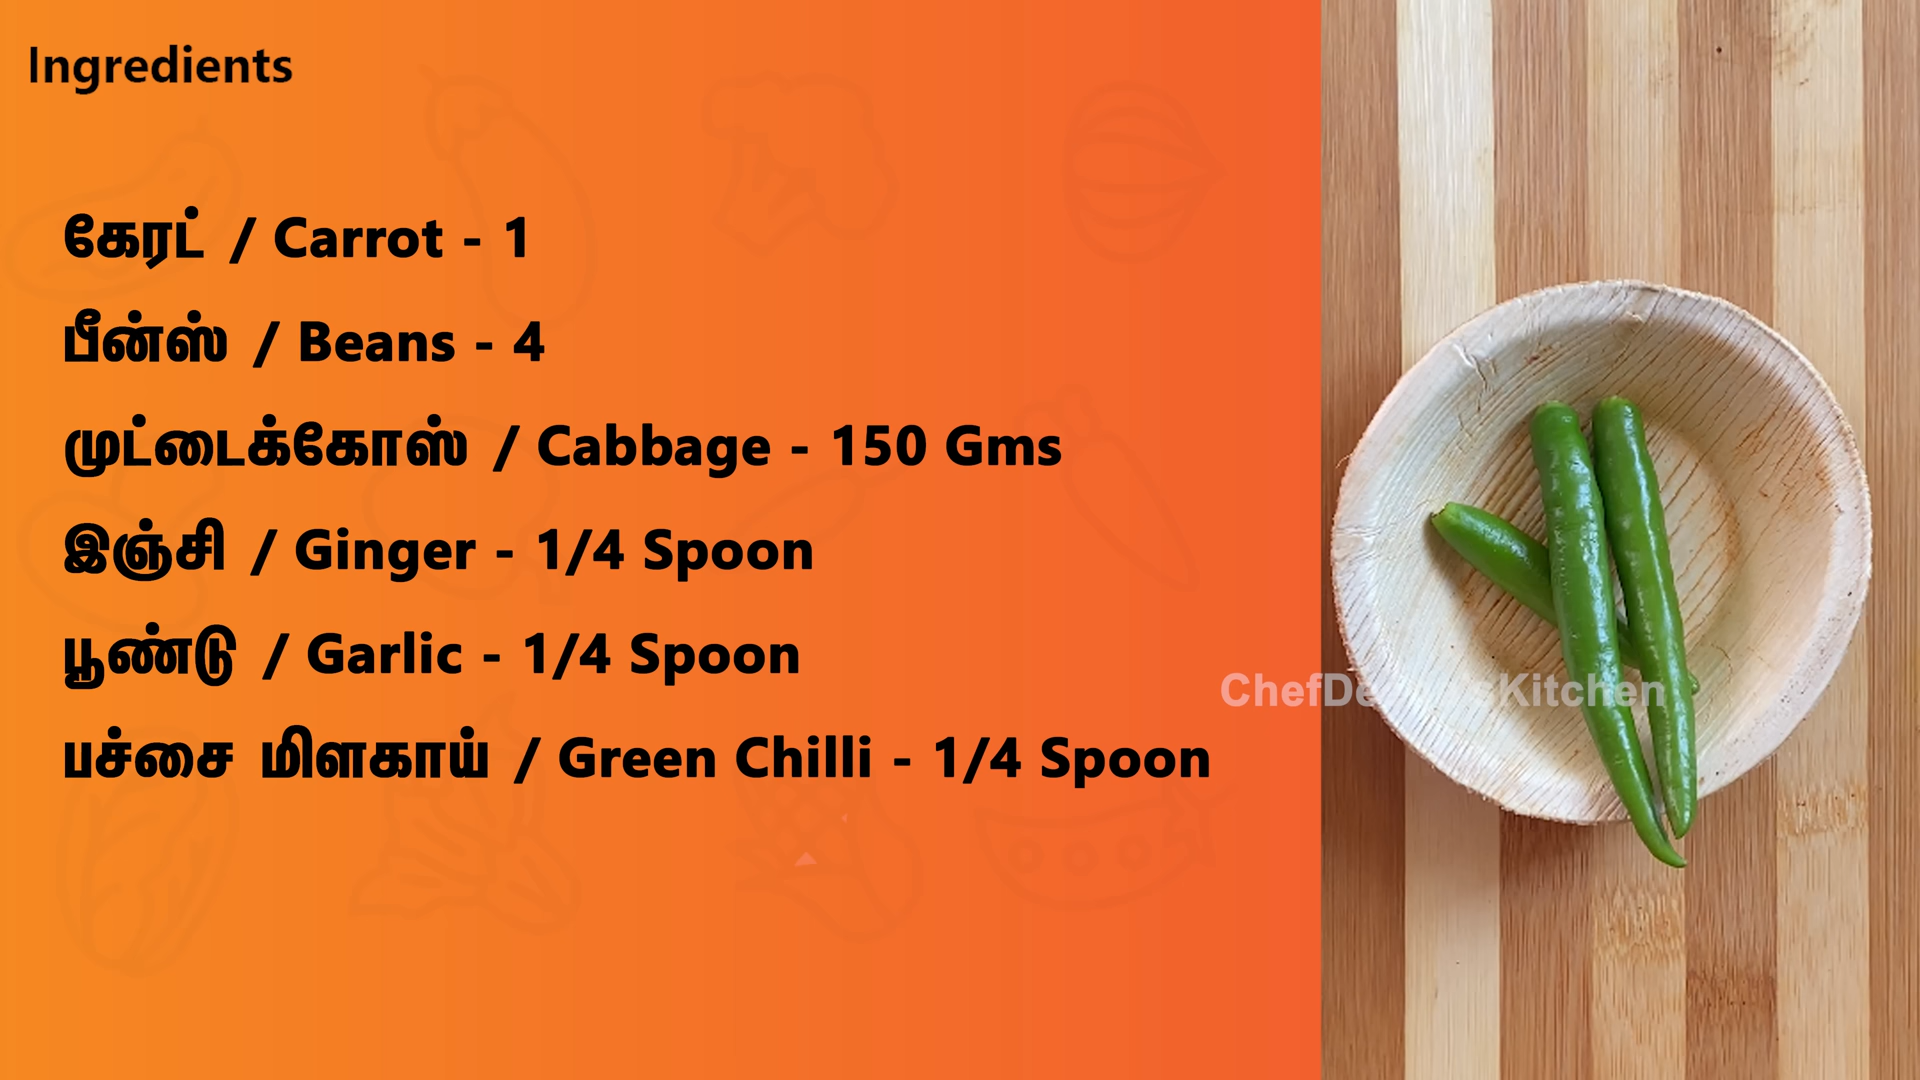 Ingredients
கேரட் / Carrot - 1
பீன்ஸ் / Beans - 4
முட்டைக்கோஸ் / Cabbage - 150 Gms
இஞ்சி / Ginger - 1/4 Spoon
பூண்டு / Garlic - 1/4 Spoon
பச்சை மிளகாய் / Green Chilli - 1/4 Spoon